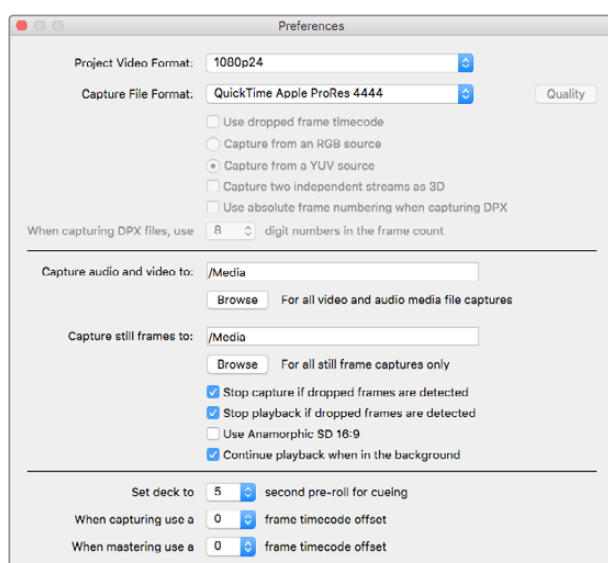 Preferences
Project Video Format: 1080p24
Capture File Format: QuickTime Apple ProRes 4444 Quality
Use dropped frame timecode
Capture from an RGB source
Capture from a YUV source
Capture two independent streams as 3D
Use absolute frame numbering when capturing DPX
When capturing DPX files, use 8 digit numbers in the frame count
Capture audio and video to: /Media
Browse For all video and audio media file captures
Capture still frames to: /Media
Browse For all still frame captures only
Stop capture if dropped frames are detected
Stop playback if dropped frames are detected
Use Anamorphic SD 16:9
Continue playback when in the background
Set deck to 5 second pre-roll for cueing
When capturing use a 0 frame timecode offset
When mastering use a 0 frame timecode offset